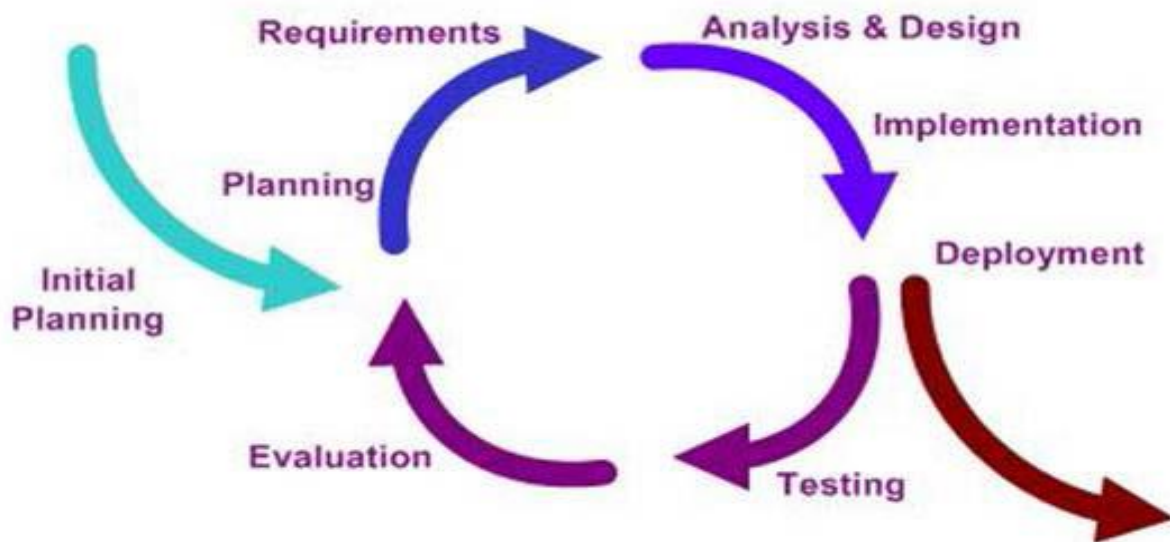 Requirements
Analysis & Design
Implementation
Planning
Deployment
Initial
Planning
Evaluation
Testing